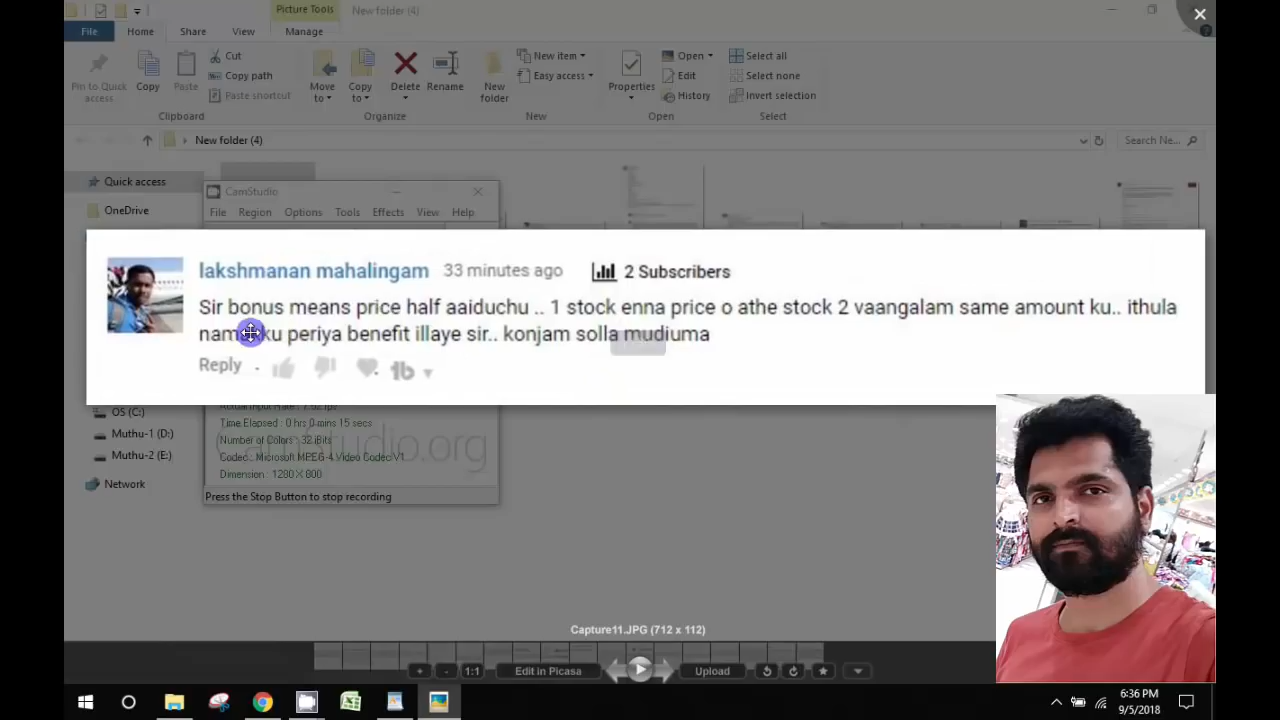 Picture Tools
New folder (4)
File
Home
Share
View
Manage
Cut
Copy path
Paste shortcut
Pin to Quick access
Copy
Paste
Clipboard
Move to
Copy to
Delete
Rename
Organize
New folder
New item
Easy access
New
Properties
Open
Edit
History
Open
Select all
Select none
Invert selection
Select
New folder (4)
Search Ne...
Quick access
OneDrive
CamStudio
File Region Options Tools Effects View Help
lakshmanan mahalingam 33 minutes ago 2 Subscribers
Sir bonus means price half aaiduchu .. 1 stock enna price o athe stock 2 vaangalam same amount ku.. ithula
periya benefit illaye sir.. konjam solla mudiuma
Reply
OS (C:)
Muthu-1 (D:)
Muthu-2 (E:)
Network
Time Elapsed : 0 hrs 0 mins 15 secs
Number of Colors : 32 Bits
Codec : Microsoft MPEG-4 Video Codec V1
Dimension : 1280 X 800
Press the Stop Button to stop recording
Capture11.JPG (712 x 112)
1:1
Edit in Picasa
Upload
6:36 PM
9/5/2018